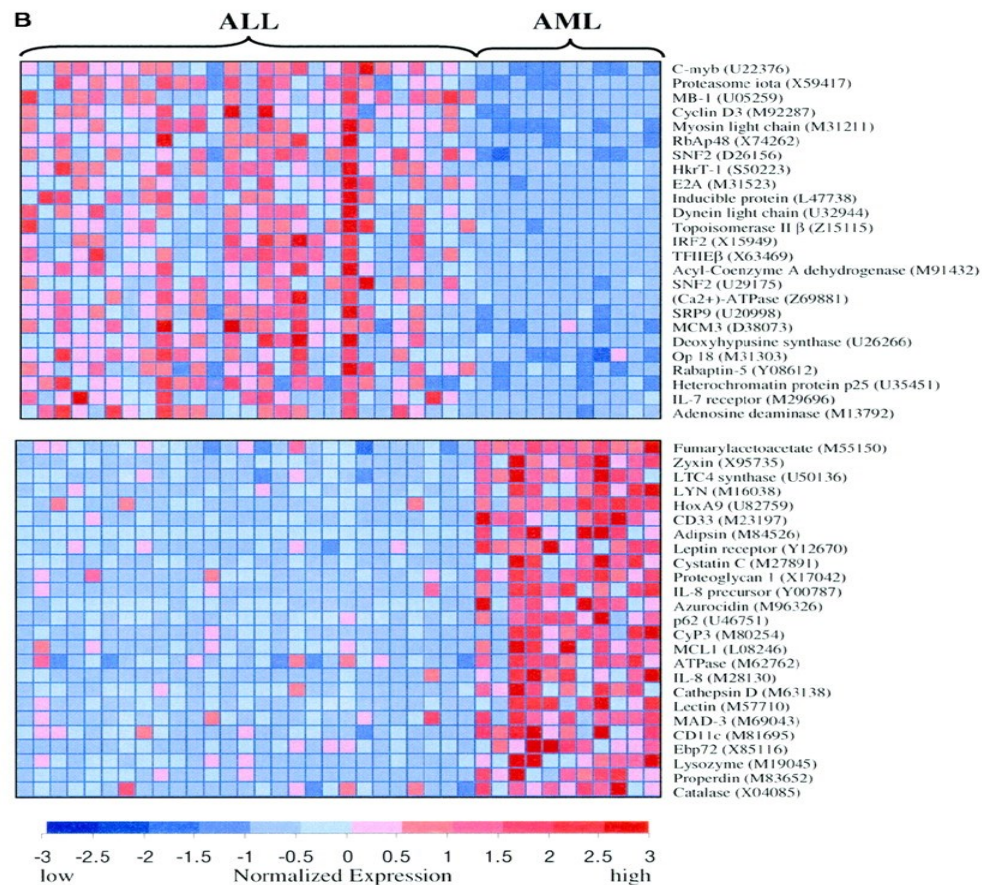 B
ALL AML
C-myb (U22376)
Proteasome iota (X59417)
MB-1 (U05259)
Cyclin D3 (M92287)
Myosin light chain (M31211)
RbAp48 (X74262)
SNF2 (D26156)
HkrT-1 (S50223)
E2A (M31523)
Inducible protein (L47738)
Dynein light chain (U32944)
Topoisomerase II β (Z15115)
IRF2 (X15949)
TFIIEβ (X63469)
Acyl-Coenzyme A dehydrogenase (M91432)
SNF2 (U29175)
(Ca2+)-ATPase (Z69881)
SRP9 (U20998)
MCM3 (D38073)
Deoxyhypusine synthase (U26266)
Op 18 (M31303)
Rabaptin-5 (Y08612)
Heterochromatin protein p25 (U35451)
IL-7 receptor (M29696)
Adenosine deaminase (M13792)
Fumarylacetoacetate (M55150)
Zyxin (X95735)
LTC4 synthase (U50136)
LYN (M16038)
HoxA9 (U82759)
CD33 (M23197)
Adipsin (M84526)
Leptin receptor (Y12670)
Cystatin C (M27891)
Proteoglycan 1 (X17042)
IL-8 precursor (Y00787)
Azurocidin (M96326)
p62 (U46751)
CyP3 (M80254)
MCL1 (L08246)
ATPase (M62762)
IL-8 (M28130)
Cathepsin D (M63138)
Lectin (M57710)
MAD-3 (M69043)
CD11c (M81695)
Ebp72 (X85116)
Lysozyme (M19045)
Properdin (M83652)
Catalase (X04085)
-3 -2.5 -2 -1.5 -1 -0.5 0 0.5 1 1.5 2 2.5 3
low Normalized Expression high